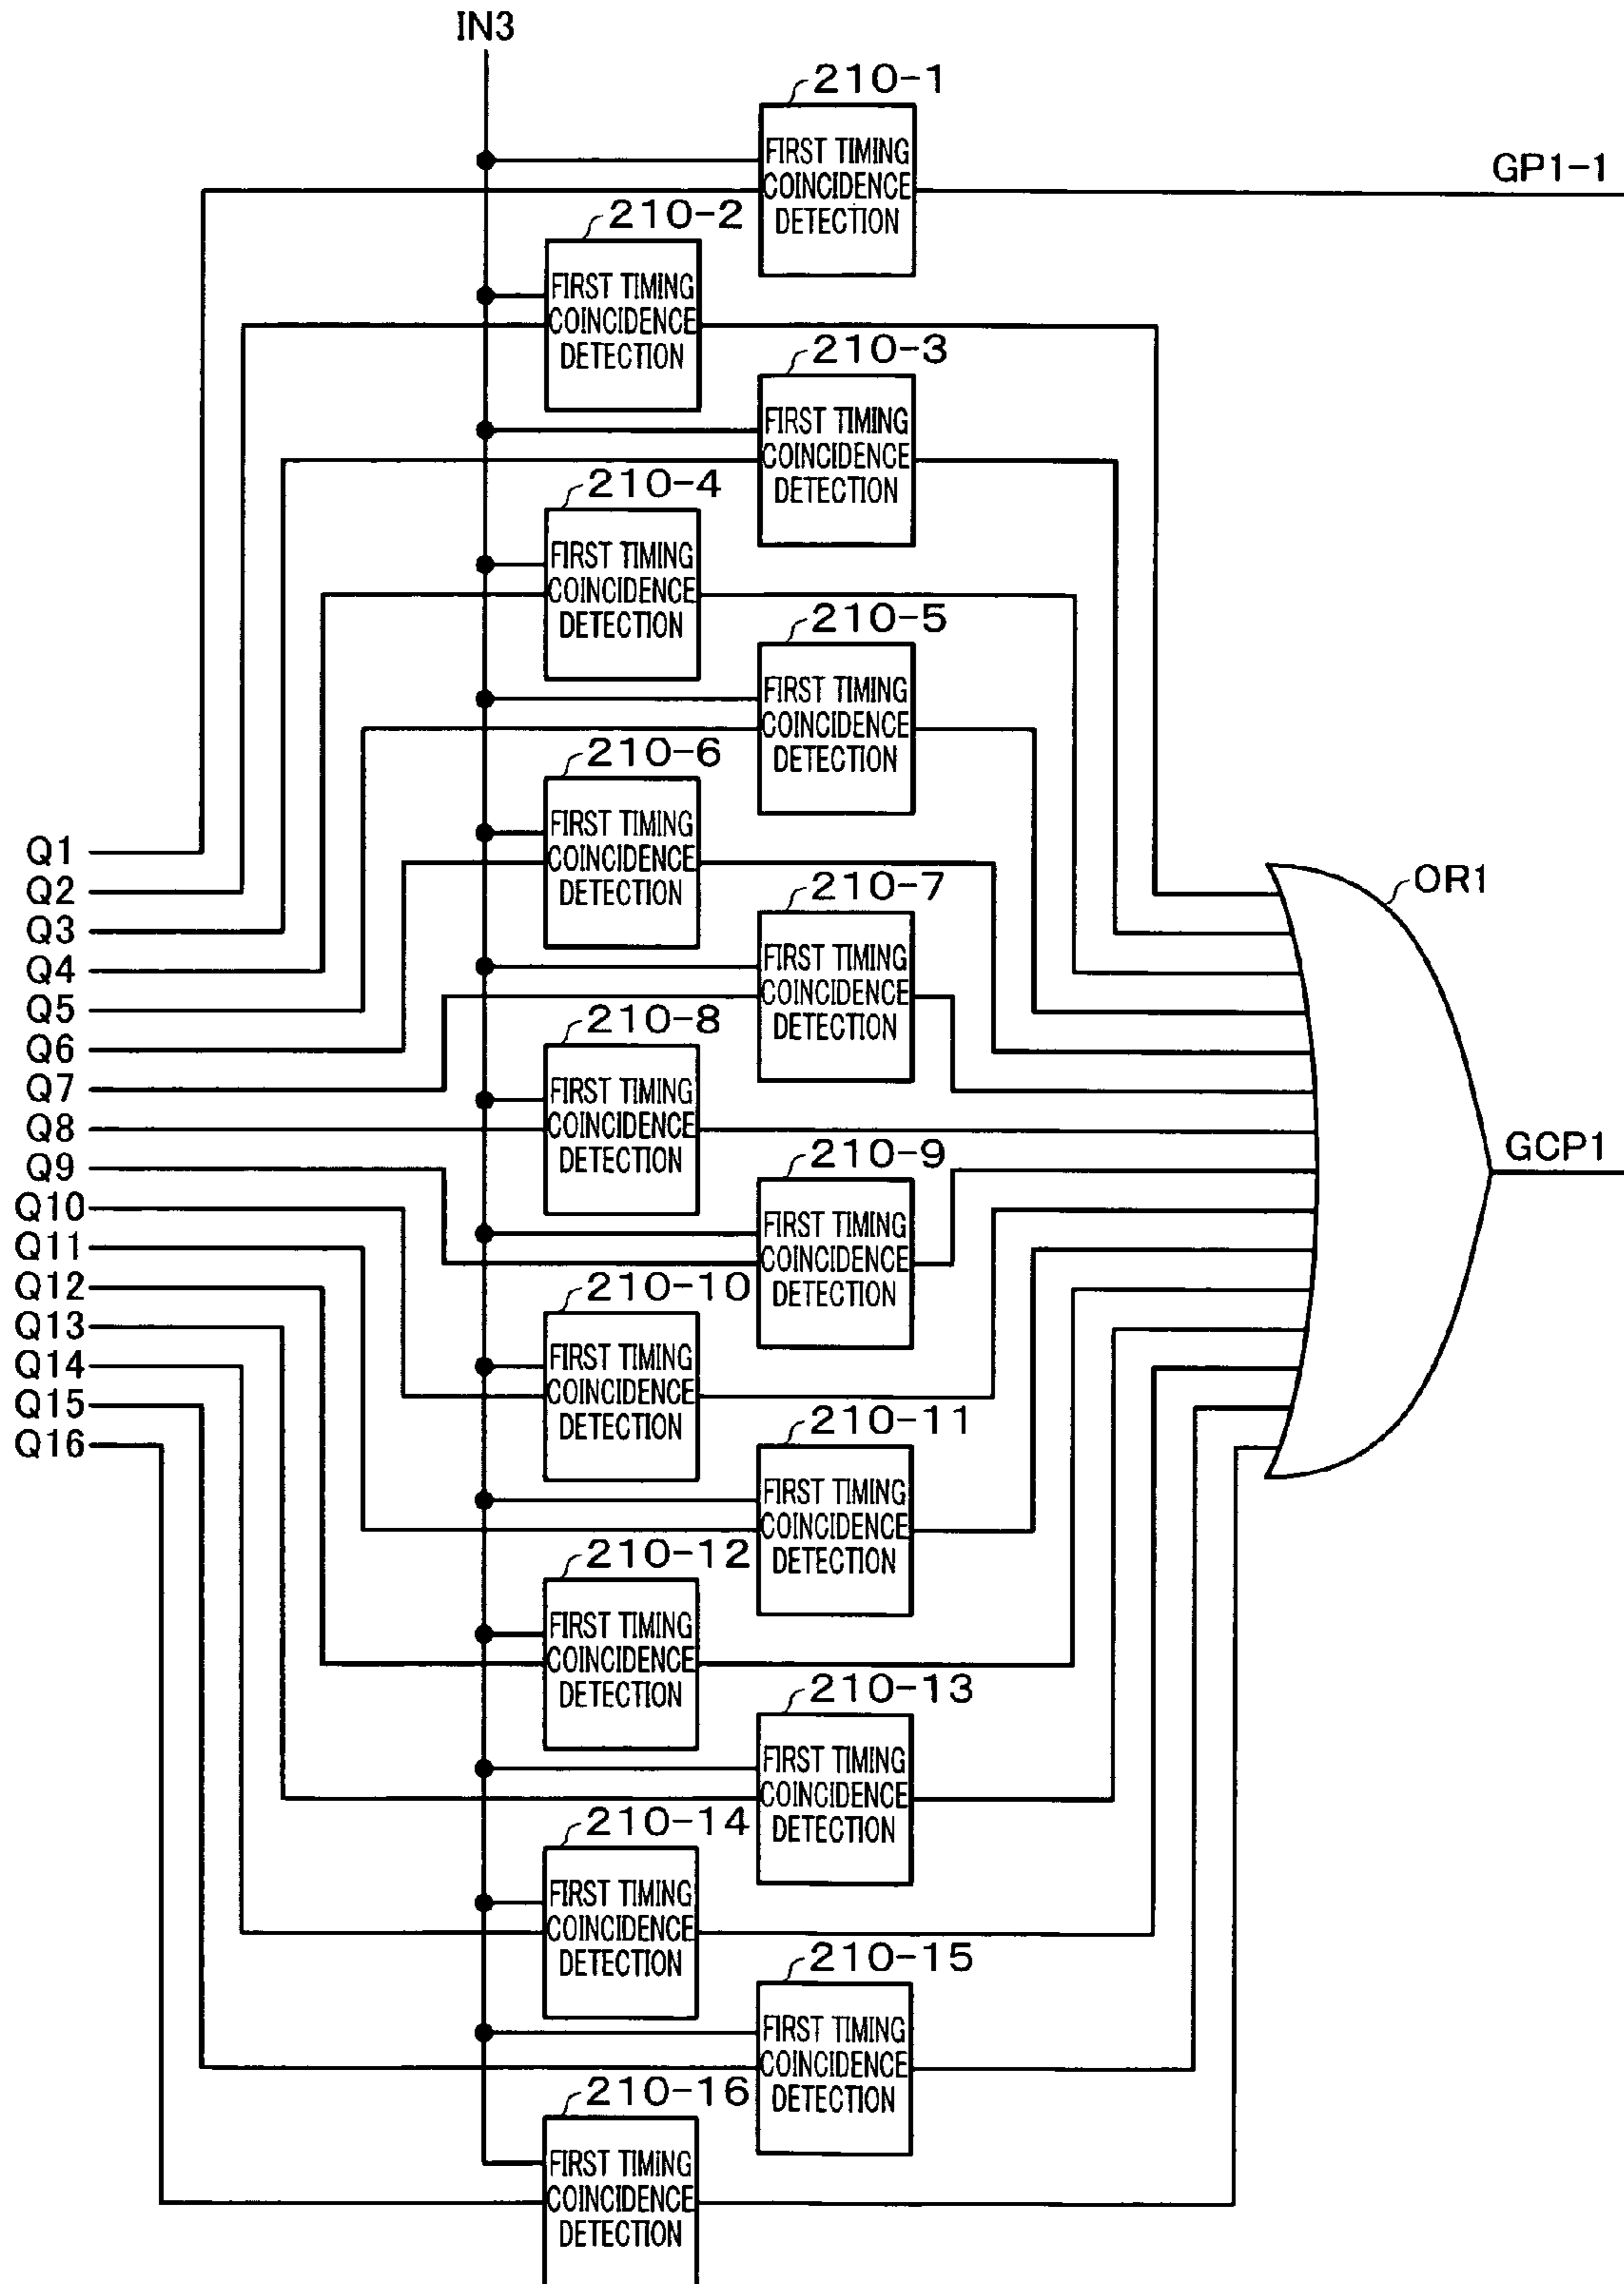 IN3
210-1
FIRST TIMING
COINCIDENCE
DETECTION
GP1-1
210-2
FIRST TIMING
COINCIDENCE
DETECTION
210-3
FIRST TIMING
COINCIDENCE
DETECTION
210-4
FIRST TIMING
COINCIDENCE
DETECTION
210-5
FIRST TIMING
COINCIDENCE
DETECTION
210-6
FIRST TIMING
COINCIDENCE
DETECTION
210-7
FIRST TIMING
COINCIDENCE
DETECTION
210-8
FIRST TIMING
COINCIDENCE
DETECTION
210-9
FIRST TIMING
COINCIDENCE
DETECTION
210-10
FIRST TIMING
COINCIDENCE
DETECTION
210-11
FIRST TIMING
COINCIDENCE
DETECTION
210-12
FIRST TIMING
COINCIDENCE
DETECTION
210-13
FIRST TIMING
COINCIDENCE
DETECTION
210-14
FIRST TIMING
COINCIDENCE
DETECTION
210-15
FIRST TIMING
COINCIDENCE
DETECTION
210-16
FIRST TIMING
COINCIDENCE
DETECTION
Q1
Q2
Q3
Q4
Q5
Q6
Q7
Q8
Q9
Q10
Q11
Q12
Q13
Q14
Q15
Q16
OR1
GCP1